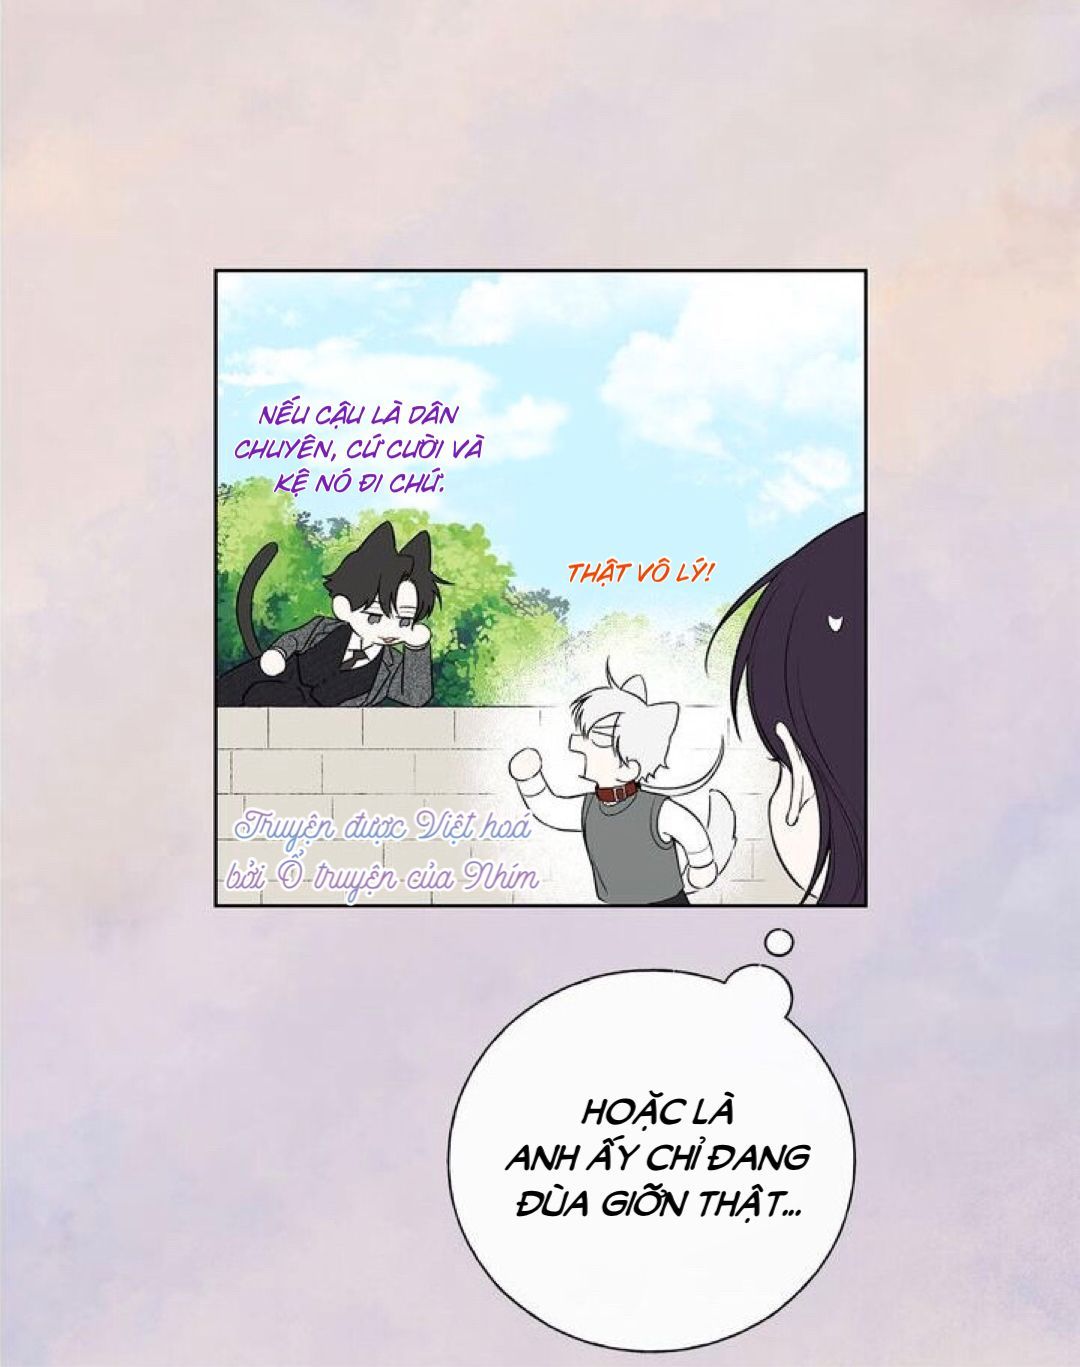 NẾU CẬU LÀ DÂN
CHUYÊN, CỨ CƯỜI VÀ
KỆ NÓ ĐI CHỨ.
THẬT VÔ LÝ!
Truyện được Việt hoá
bởi Ổ truyện của Nhím
HOẶC LÀ
ANH ẤY CHỈ ĐANG
ĐÙA GIỠN THẬT...